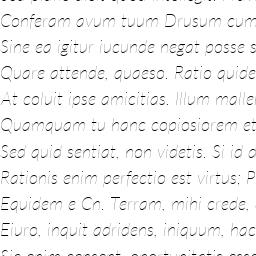 Conferam avum tuum Drusum cum
Sine ea igitur iucunde negat posse s
Quare attende, quaeso. Ratio quide
At coluit ipse amicitias. Illum malle
Quamquam tu hanc copiosiorem et
Sed quid sentiat, non videtis. Si id a
Rationis enim perfectio est virtus; P
Equidem e Cn. Terram, mihi crede,
Eiuro, inquit adridens, iniquum, hac